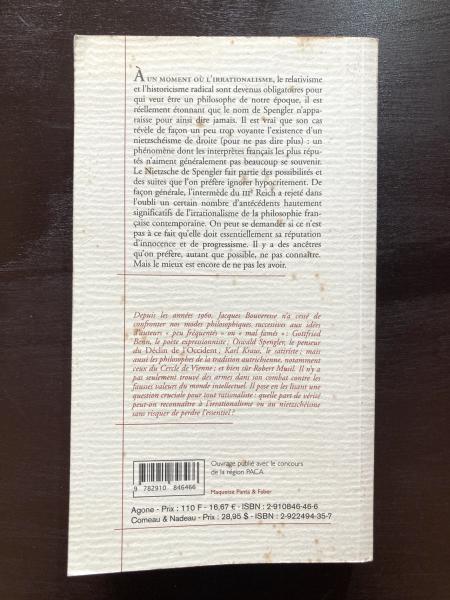 À UN MOMENT OÙ L'IRRATIONALISME, le relativisme
et l'historicisme radical sont devenus obligatoires pour
qui veut être un philosophe de notre époque, il est
réellement étonnant que le nom de Spengler n'appa-
raisse pour ainsi dire jamais. Il est vrai que son cas
révèle de façon un peu trop voyante l'existence d'un
nietzschéisme de droite (pour ne pas dire plus) : un
phénomène dont les interprètes français les plus répu-
tés n'aiment généralement pas beaucoup se souvenir.
Le Nietzsche de Spengler fait partie des possibilités et
des suites que l'on préfère ignorer hypocritement. De
façon générale, l'intermède du IIIe Reich a rejeté dans
l'oubli un certain nombre d'antécédents hautement
significatifs de l'irrationalisme de la philosophie fran-
çaise contemporaine. On peut se demander si ce n'est
pas à ce fait qu'elle doit essentiellement sa réputation
d'innocence et de progressisme. Il y a des ancêtres
qu'on préfère, autant que possible, ne pas connaître.
Mais le mieux est encore de ne pas les avoir.
Depuis les années 1960, Jacques Bouveresse n'a cessé de
confronter nos modes philosophiques successives aux idées
d'auteurs « peu fréquentés » ou « mal famés » : Gottfried
Benn, le poète expressionniste ; Oswald Spengler, le penseur
du Déclin de l'Occident ; Karl Kraus, le satiriste ; mais
aussi les philosophes de la tradition autrichienne, notamment
ceux du Cercle de Vienne ; et bien sûr Robert Musil. Il n'y a
pas seulement trouvé des armes dans son combat contre les
fausses valeurs du monde intellectuel. Il pose en les lisant une
question cruciale pour tout rationaliste : quelle part de vérité
peut-on reconnaître à l'irrationalisme ou au nietzschéisme
sans risquer de perdre l'essentiel ?
Ouvrage publié avec le concours
de la région PACA
Maquette Panta & Faber
9 782910 846466
Agone - Prix : 110 F - 16,67 € - ISBN : 2-910846-46-6
Comeau & Nadeau - Prix : 28,95 $ - ISBN : 2-922494-35-7